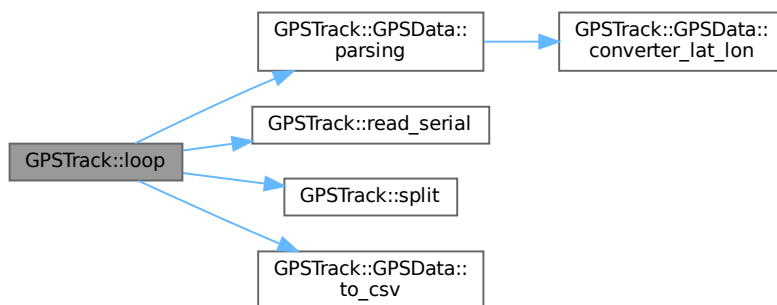 GPSTrack::loop
GPSTrack::GPSData::
parsing
GPSTrack::GPSData::
converter_lat_lon
GPSTrack::read_serial
GPSTrack::split
GPSTrack::GPSData::
to_csv